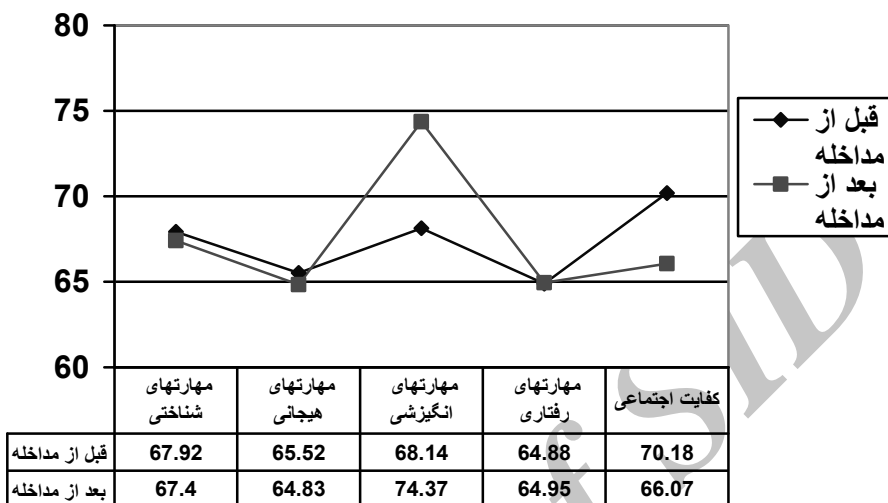 80
75
70
65
60
قبل از
مداخله
بعد از
مداخله
مهارتهای شناختی
مهارتهای هیجانی
مهارتهای انگیزشی
مهارتهای رفتاری
کفایت اجتماعی
قبل از مداخله 67.92 65.52 68.14 64.88 70.18
بعد از مداخله 67.4 64.83 74.37 64.95 66.07
f SID